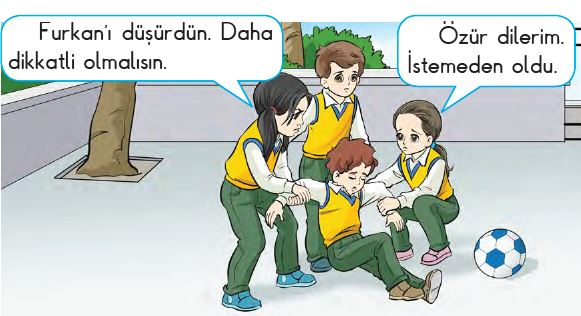 Furkan'ı düşürdün. Daha
dikkatli olmalısın.
Özür dilerim.
İstemeden oldu.